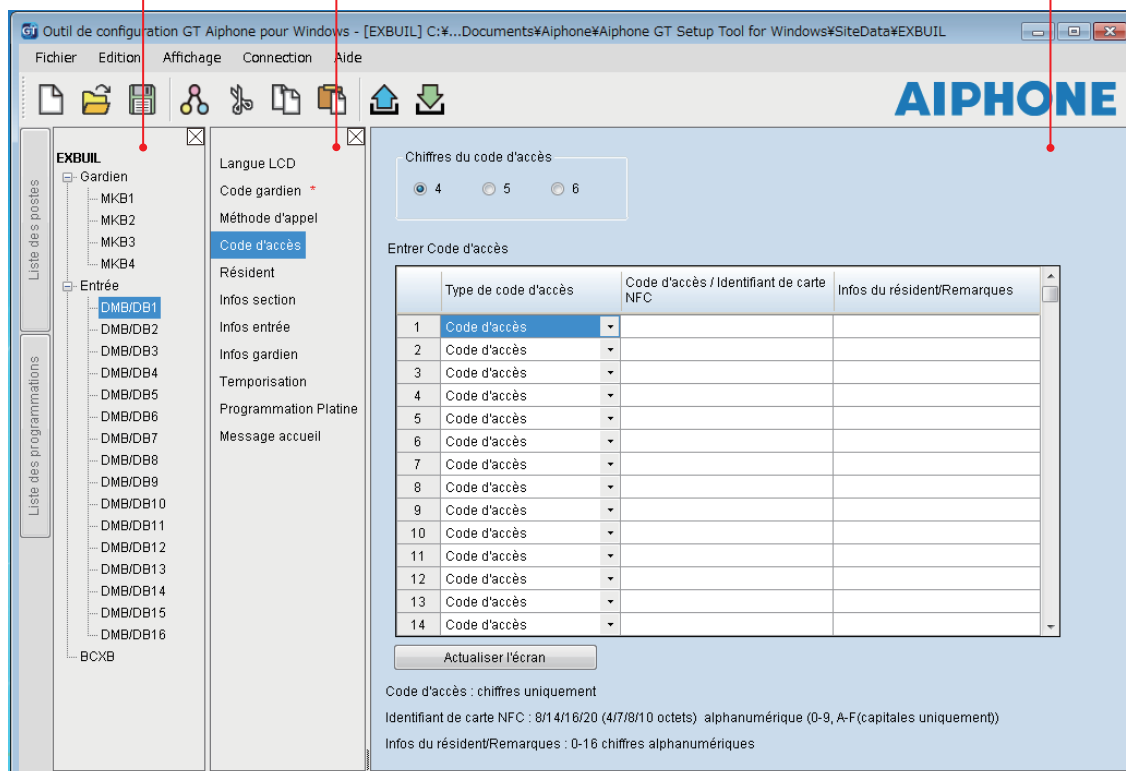 Outil de configuration GT Aiphone pour Windows - [EXBUIL] C:¥...Documents¥Aiphone¥Aiphone GT Setup Tool for Windows¥SiteData¥EXBUIL
Fichier Edition Affichage Connection Aide
AIPHONE
Liste des postes
Liste des programmations
EXBUIL
Gardien
MKB1
MKB2
MKB3
MKB4
Entrée
DMB/DB1
DMB/DB2
DMB/DB3
DMB/DB4
DMB/DB5
DMB/DB6
DMB/DB7
DMB/DB8
DMB/DB9
DMB/DB10
DMB/DB11
DMB/DB12
DMB/DB13
DMB/DB14
DMB/DB15
DMB/DB16
BCXB
Langue LCD
Code gardien *
Méthode d'appel
Code d'accès
Résident
Infos section
Infos entrée
Infos gardien
Temporisation
Programmation Platine
Message accueil
Chiffres du code d'accès
4 5 6
Entrer Code d'accès
Type de code d'accès Code d'accès / Identifiant de carte NFC Infos du résident/Remarques
1 Code d'accès
2 Code d'accès
3 Code d'accès
4 Code d'accès
5 Code d'accès
6 Code d'accès
7 Code d'accès
8 Code d'accès
9 Code d'accès
10 Code d'accès
11 Code d'accès
12 Code d'accès
13 Code d'accès
14 Code d'accès
Actualiser l'écran
Code d'accès : chiffres uniquement
Identifiant de carte NFC : 8/14/16/20 (4/7/8/10 octets) alphanumérique (0-9, A-F(capitales uniquement))
Infos du résident/Remarques : 0-16 chiffres alphanumériques